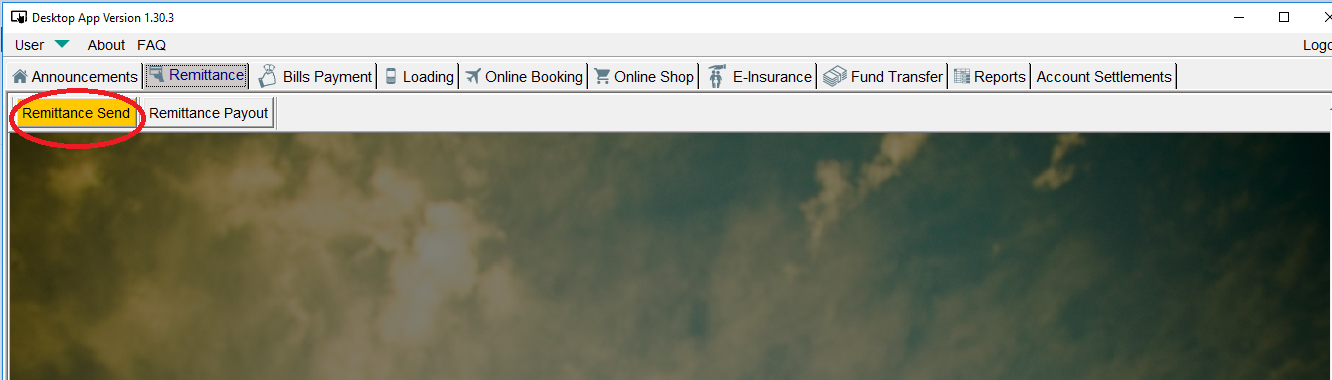 Desktop App Version 1.30.3
User About FAQ Logo
Announcements Remittance Bills Payment Loading Online Booking Online Shop E-Insurance Fund Transfer Reports Account Settlements
Remittance Send Remittance Payout